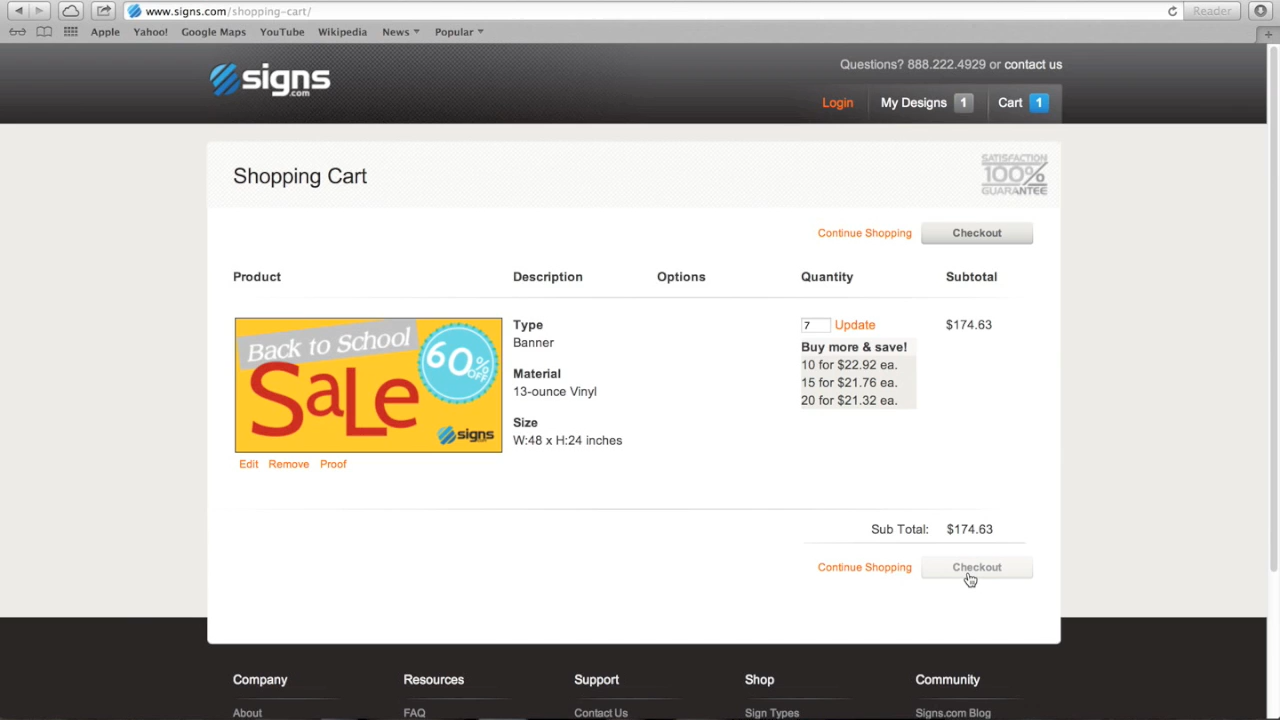 www.signs.com/shopping-cart/
Reader
Apple Yahoo! Google Maps YouTube Wikipedia News Popular
signs
.com
Questions? 888.222.4929 or contact us
Login My Designs 1 Cart 1
Shopping Cart
SATISFACTION
100%
GUARANTEE
Continue Shopping Checkout
Product Description Options Quantity Subtotal
Back to School
Sale
60% OFF
signs
Edit Remove Proof
Type
Banner
Material
13-ounce Vinyl
Size
W:48 x H:24 inches
7 Update
Buy more & save!
10 for $22.92 ea.
15 for $21.76 ea.
20 for $21.32 ea.
$174.63
Sub Total: $174.63
Continue Shopping Checkout
Company Resources Support Shop Community
About FAQ Contact Us Sign Types Signs.com Blog